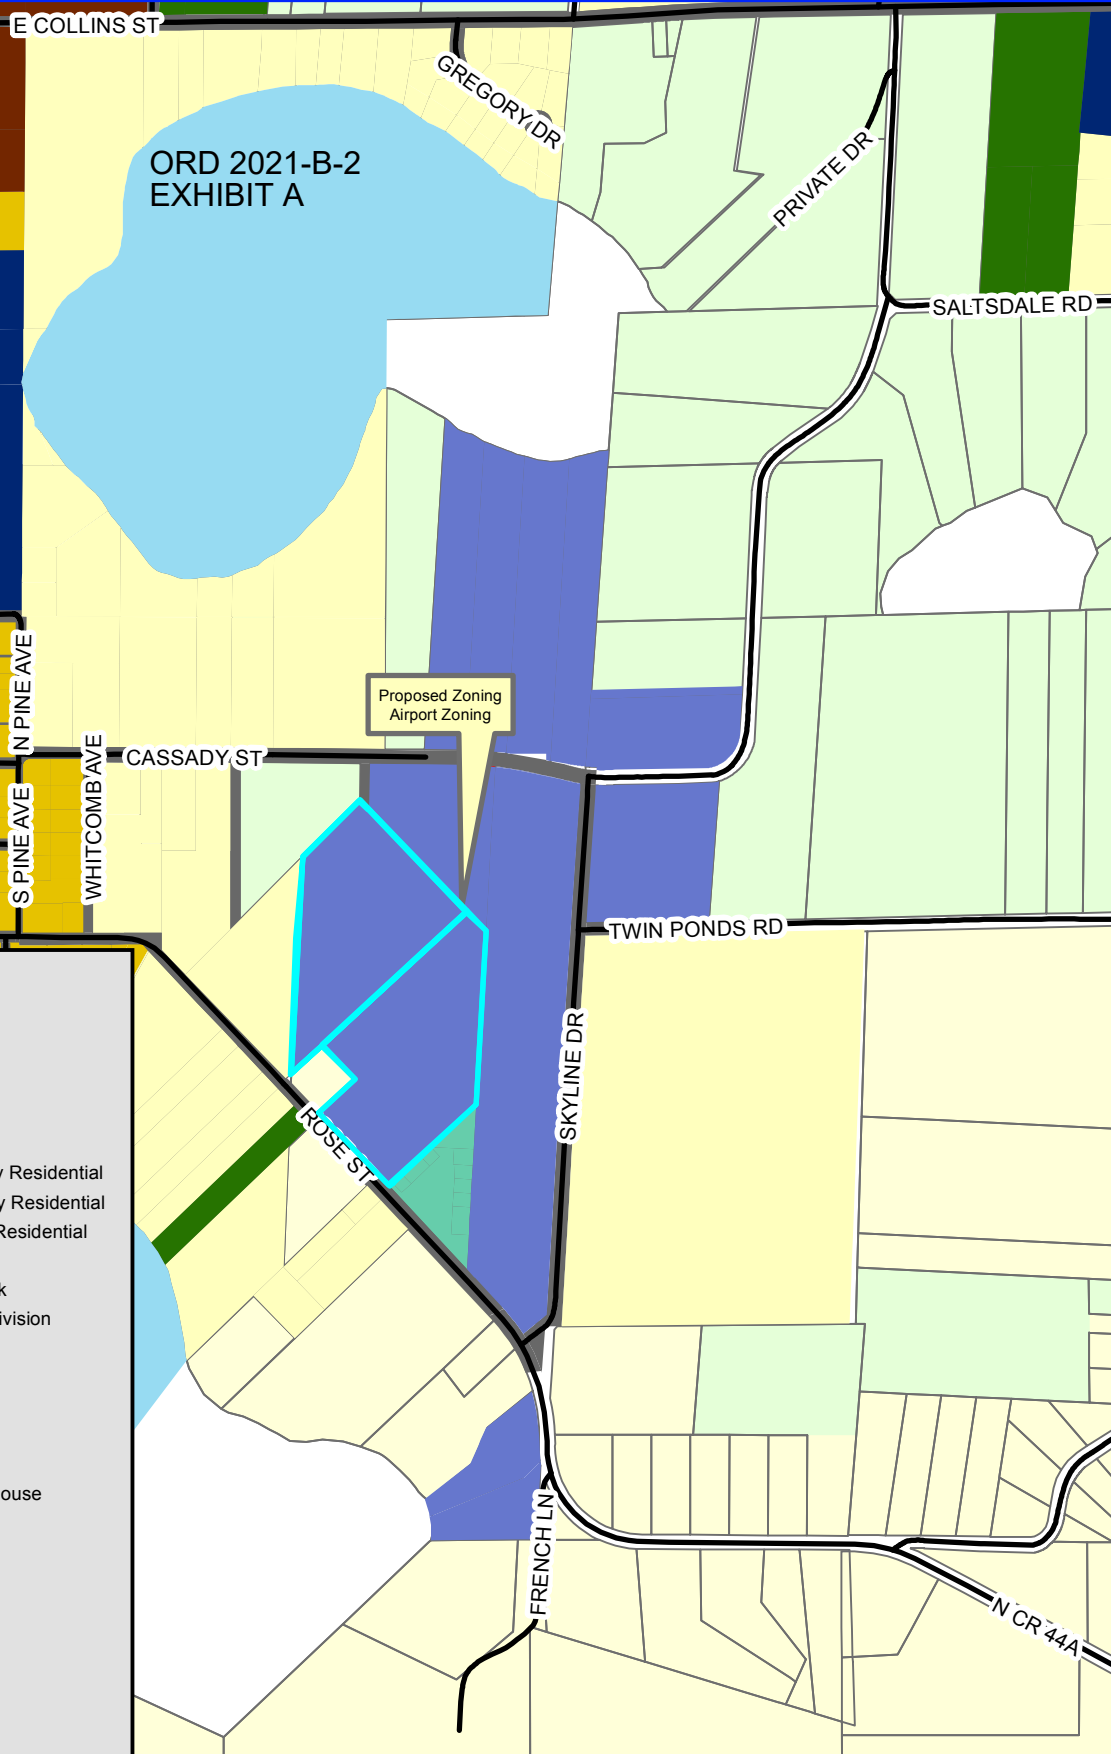 E COLLINS ST
GREGORY DR
ORD 2021-B-2
EXHIBIT A
PRIVATE DR
SALTSDALE RD
N PINE AVE
Proposed Zoning
Airport Zoning
CASSADY ST
WHITCOMB AVE
S PINE AVE
TWIN PONDS RD
SKYLINE DR
ROSE ST
y Residential
y Residential
Residential
k
ivision
ouse
FRENCH LN
N CR 44A